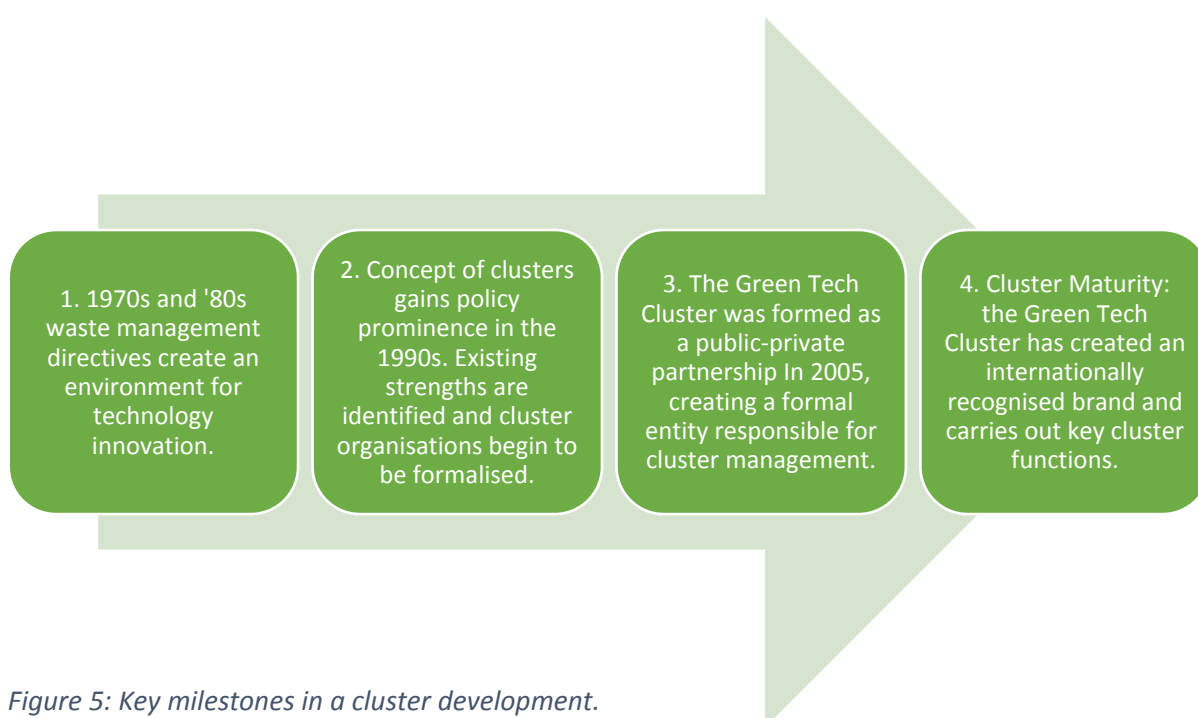 1. 1970s and '80s
waste management
directives create an
environment for
technology
innovation.
2. Concept of clusters
gains policy
prominence in the
1990s. Existing
strengths are
identified and cluster
organisations begin to
be formalised.
3. The Green Tech
Cluster was formed as
a public-private
partnership In 2005,
creating a formal
entity responsible for
cluster management.
4. Cluster Maturity:
the Green Tech
Cluster has created an
internationally
recognised brand and
carries out key cluster
functions.
Figure 5: Key milestones in a cluster development.